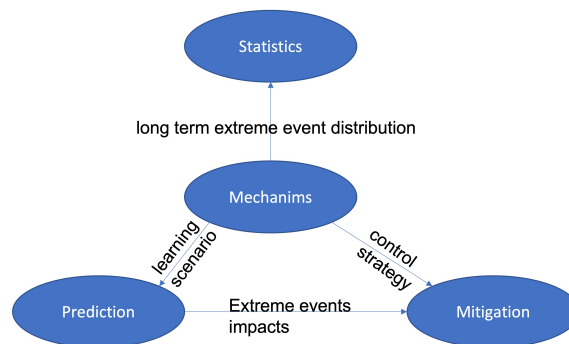 Statistics
long term extreme event distribution
Mechanims
learning
scenario
control
strategy
Prediction
Extreme events
impacts
Mitigation